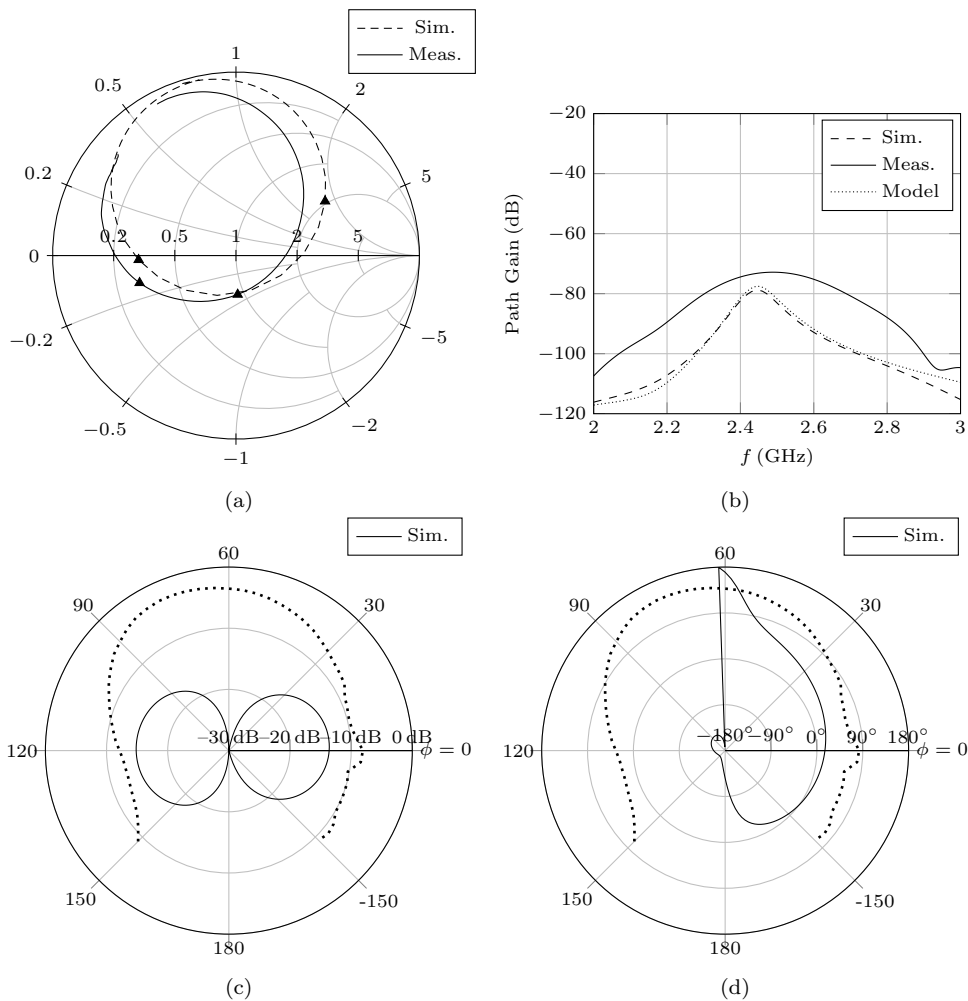 Sim.
Meas.
1
0.5
2
0.2
5
0
0.2
0.5
1
2
5
−0.2
−5
−0.5
−2
−1
(a)
−20
−40
−60
−80
−100
−120
Path Gain (dB)
Sim.
Meas.
Model
2
2.2
2.4
2.6
2.8
3
f (GHz)
(b)
Sim.
60
90
30
120
−30 dB
−20 dB
−10 dB
0 dB
ϕ = 0
150
-150
180
(c)
Sim.
60
90
30
120
−180°
−90°
0°
90°
180°
ϕ = 0
150
-150
180
(d)